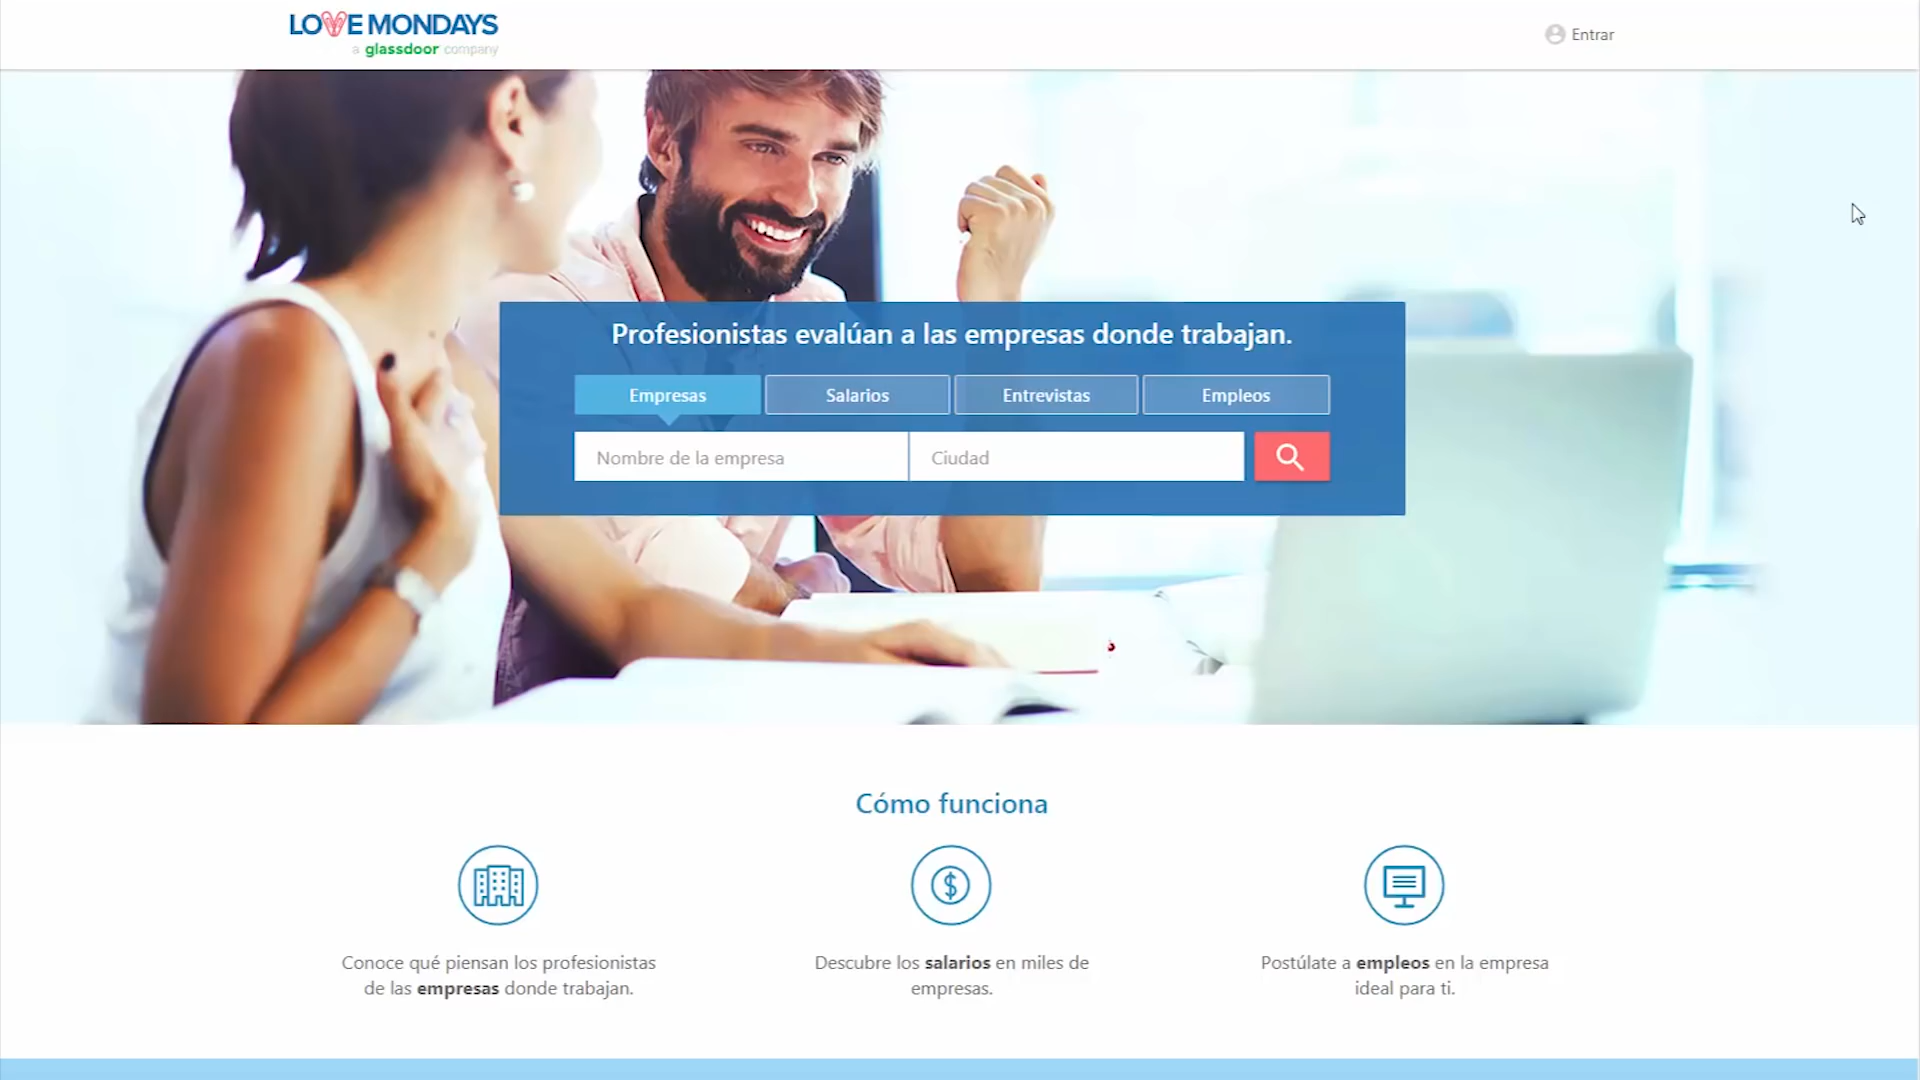 LOVE MONDAYS
a glassdoor company
Entrar
Profesionistas evalúan a las empresas donde trabajan.
Empresas
Salarios
Entrevistas
Empleos
Nombre de la empresa
Ciudad
Cómo funciona
Conoce qué piensan los profesionistas
de las empresas donde trabajan.
Descubre los salarios en miles de
empresas.
Postúlate a empleos en la empresa
ideal para ti.